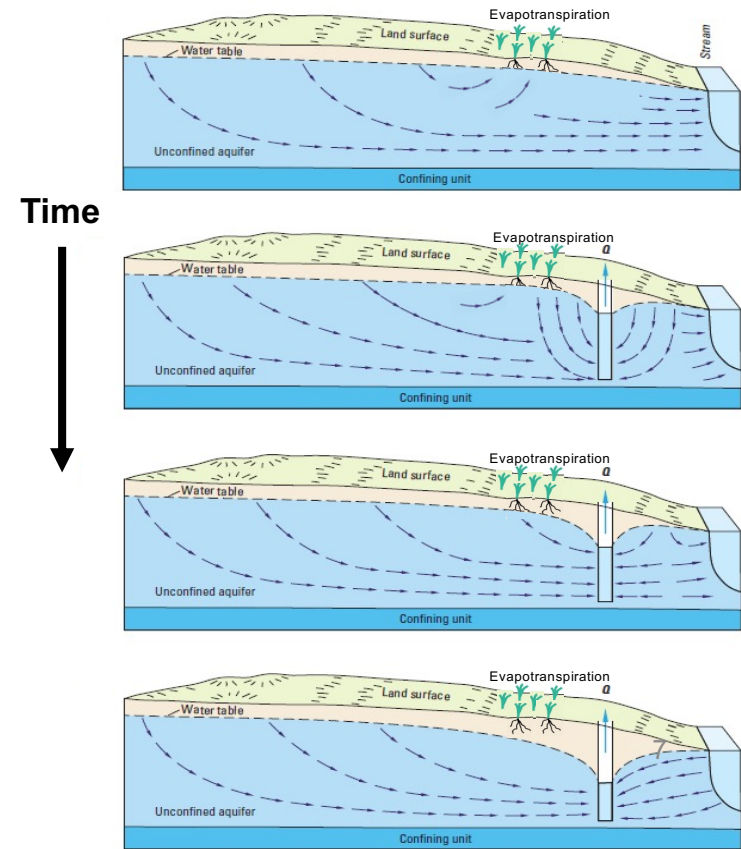 Evapotranspiration
Land surface
Stream
Water table
Unconfined aquifer
Confining unit
Time
Evapotranspiration
Q
Land surface
Water table
Unconfined aquifer
Confining unit
Evapotranspiration
Q
Land surface
Water table
Unconfined aquifer
Confining unit
Evapotranspiration
Q
Land surface
Water table
Unconfined aquifer
Confining unit